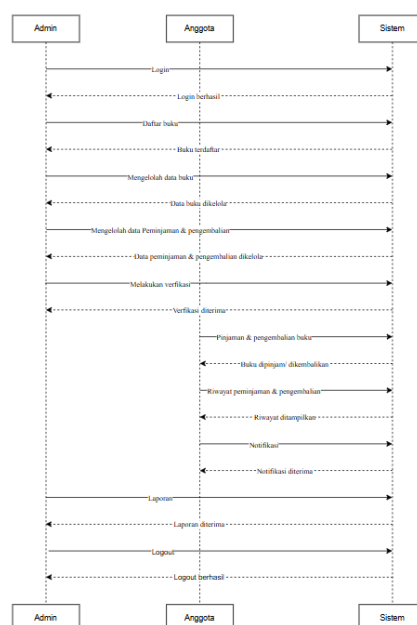 Admin
Anggota
Sistem
Login
Login berhasil
Daftar buku
Buku terdaftar
Mengelolah data buku
Data buku dikelola
Mengelolah data Peminjaman & pengembalian
Data peminjaman & pengembalian dikelola
Melakukan verfikasi
Verfikasi diterima
Pinjaman & pengembalian buku
Buku dipinjam/ dikembalikan
Riwayat peminjaman & pengembalian
Riwayat ditampilkan
Notifikasi
Notifikasi diterima
Laporan
Laporan diterima
Logout
Logout berhasil
Admin
Anggota
Sistem